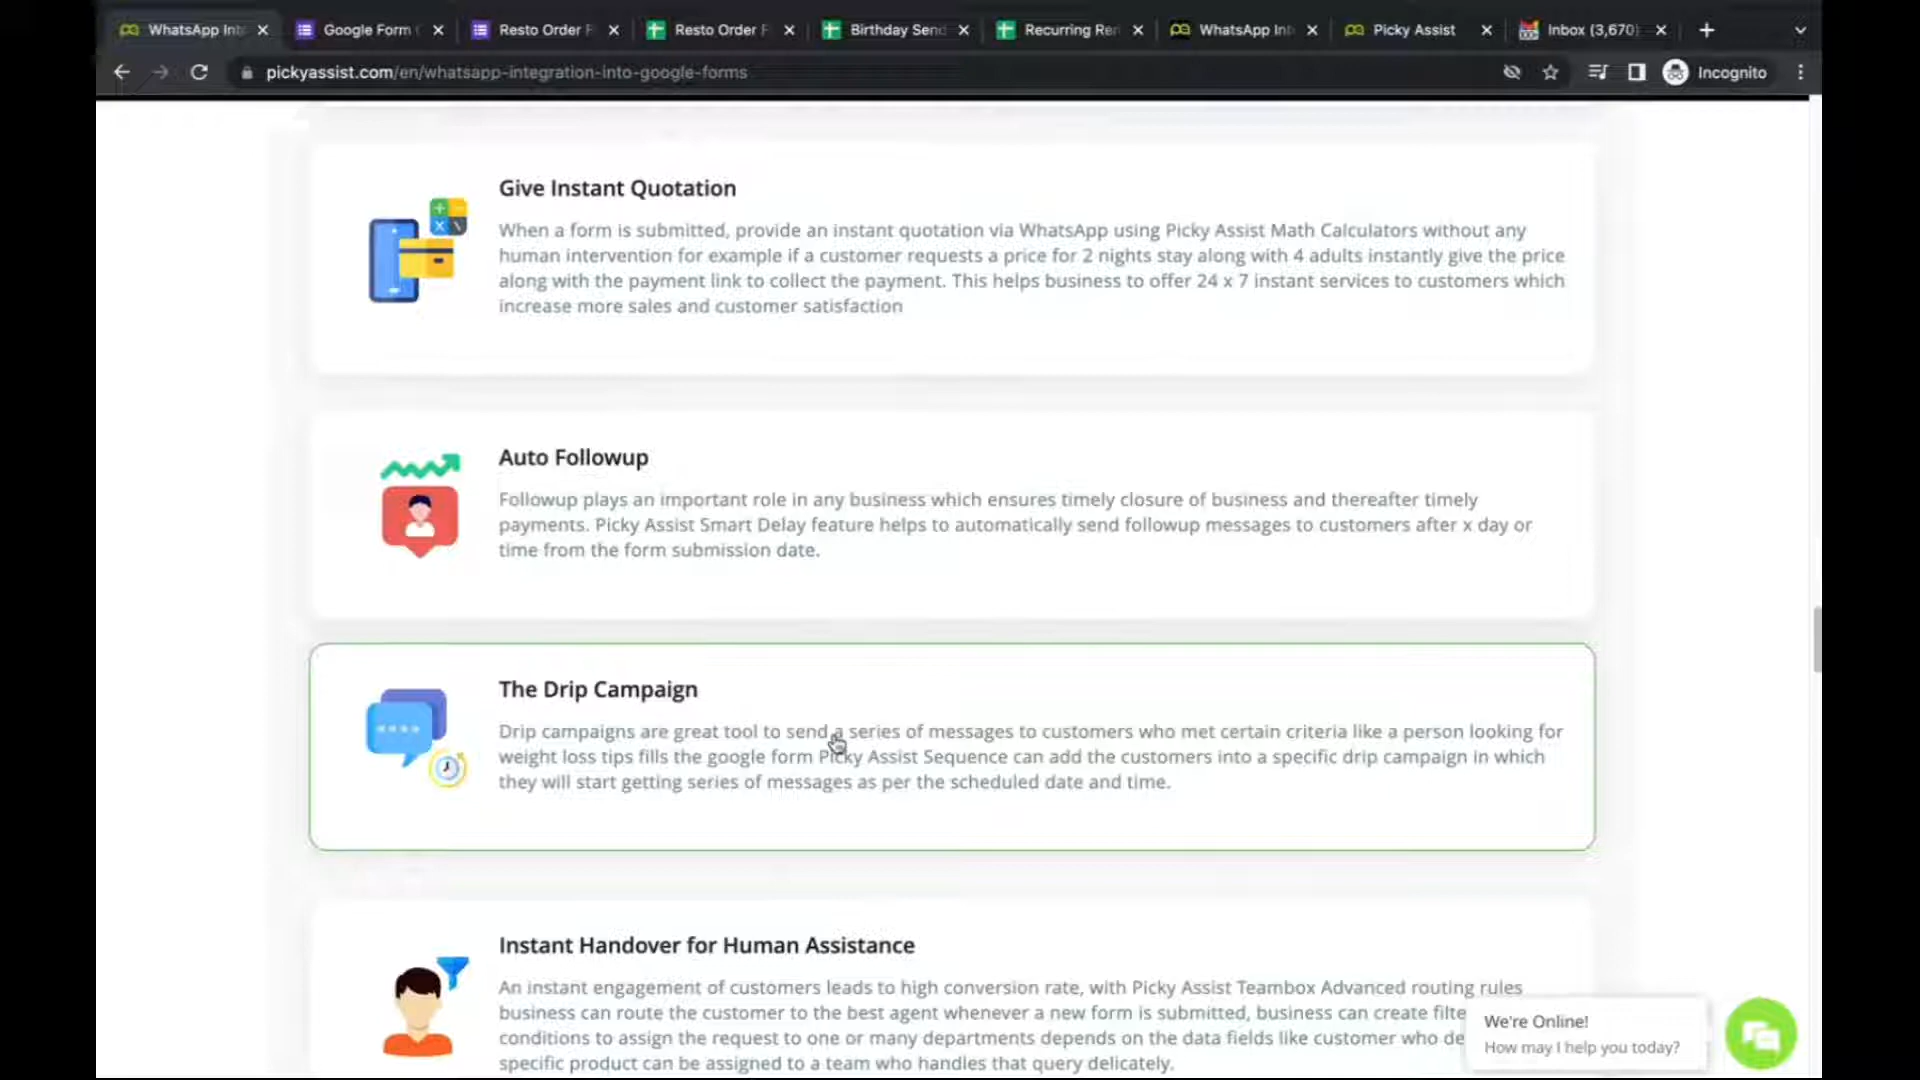 WhatsApp Int
Google Form
Resto Order F
Resto Order F
Birthday Send
Recurring Rem
WhatsApp Int
Picky Assist
Inbox (3,670)
pickyassist.com/en/whatsapp-integration-into-google-forms
Incognito
Give Instant Quotation
When a form is submitted, provide an instant quotation via WhatsApp using Picky Assist Math Calculators without any
human intervention for example if a customer requests a price for 2 nights stay along with 4 adults instantly give the price
along with the payment link to collect the payment. This helps business to offer 24 x 7 instant services to customers which
increase more sales and customer satisfaction
Auto Followup
Followup plays an important role in any business which ensures timely closure of business and thereafter timely
payments. Picky Assist Smart Delay feature helps to automatically send followup messages to customers after x day or
time from the form submission date.
The Drip Campaign
Drip campaigns are great tool to send a series of messages to customers who met certain criteria like a person looking for
weight loss tips fills the google form Picky Assist Sequence can add the customers into a specific drip campaign in which
they will start getting series of messages as per the scheduled date and time.
Instant Handover for Human Assistance
An instant engagement of customers leads to high conversion rate, with Picky Assist Teambox Advanced routing rules
business can route the customer to the best agent whenever a new form is submitted, business can create filte
conditions to assign the request to one or many departments depends on the data fields like customer who de
specific product can be assigned to a team who handles that query delicately.
We're Online!
How may I help you today?